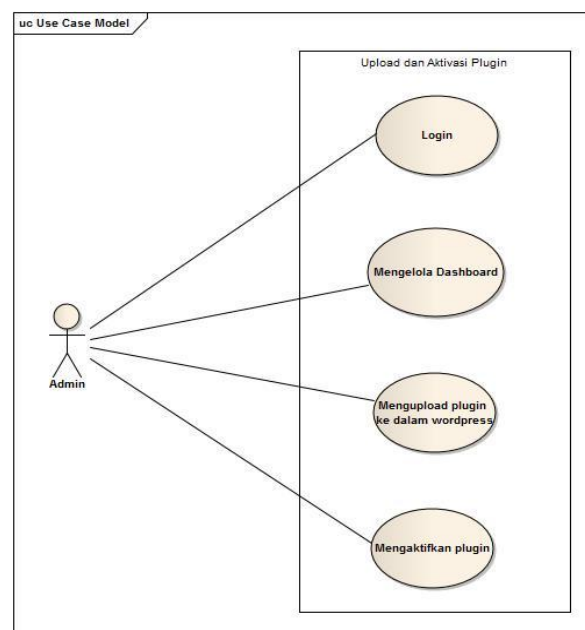 uc Use Case Model
Upload dan Aktivasi Plugin
Login
Mengelola Dashboard
Admin
Mengupload plugin
ke dalam wordpress
Mengaktifkan plugin